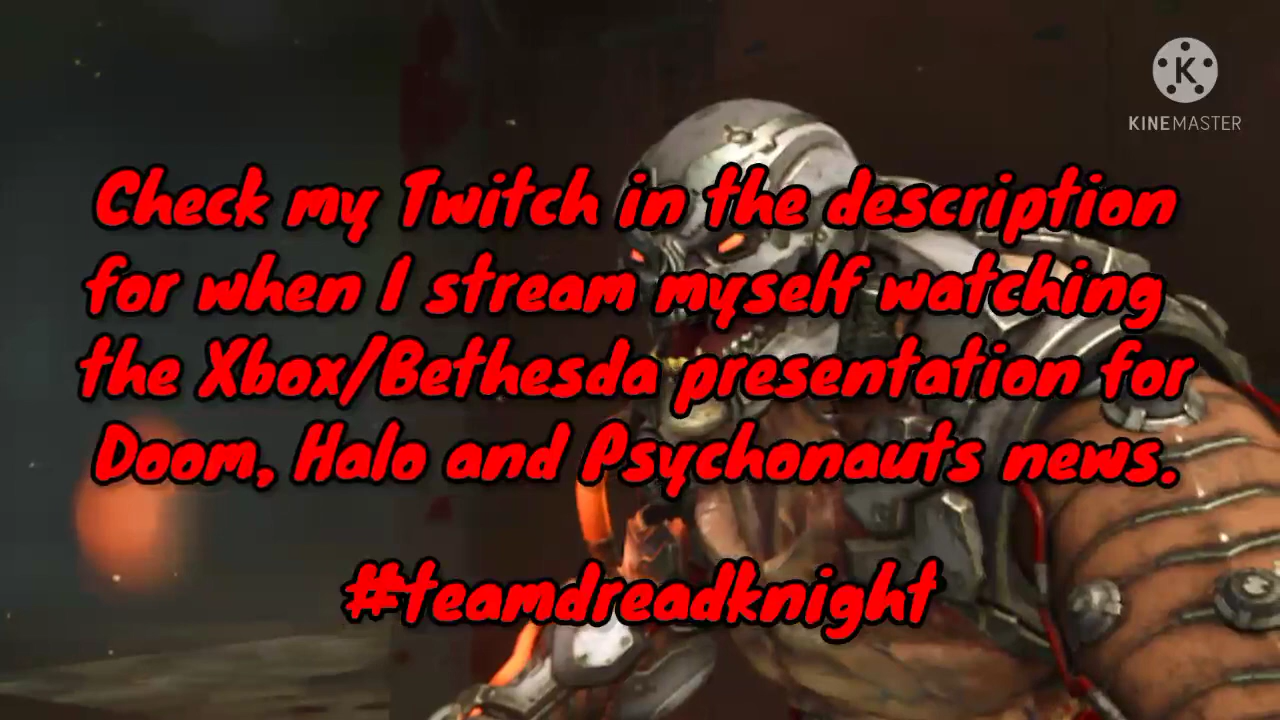 KINEMASTER
Check my Twitch in the description
for when I stream myself watching
the Xbox/Bethesda presentation for
Doom, Halo and Psychonauts news.
#teamdreadknight